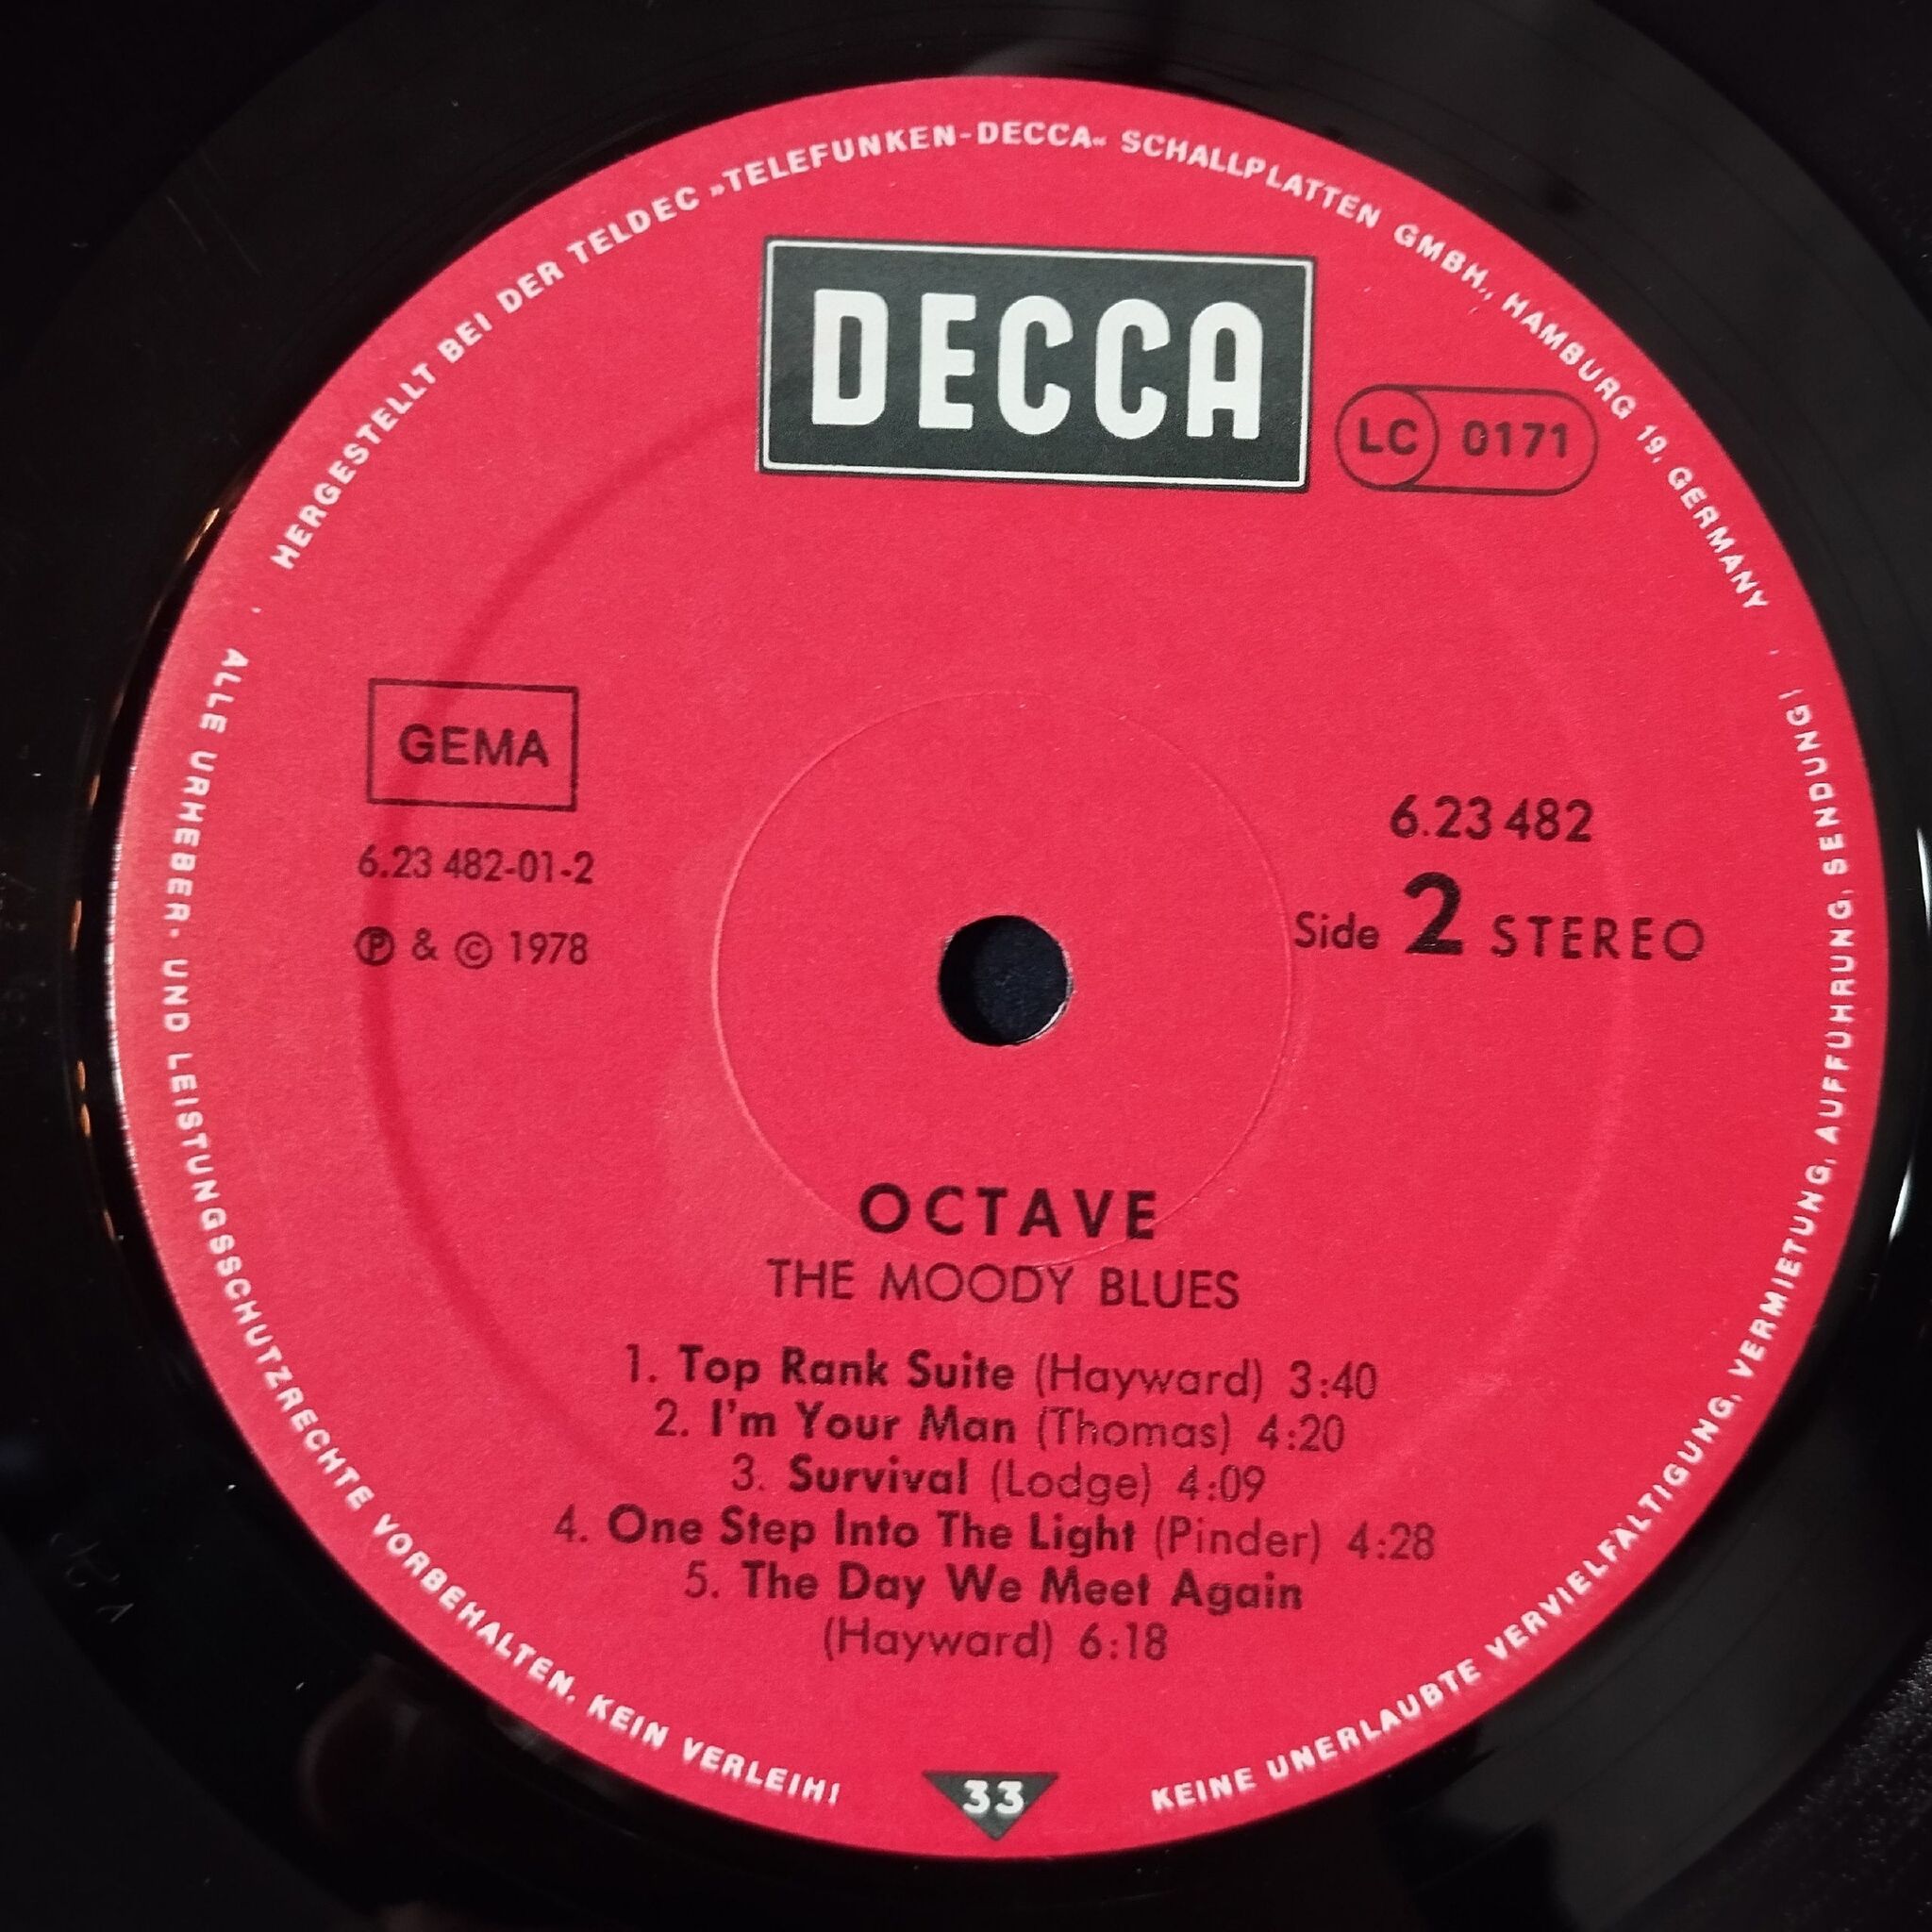 HERGESTELLT BEI DER TELDEC »TELEFUNKEN-DECCA« SCHALLPLATTEN GMBH., HAMBURG 19, GERMANY
DECCA
LC 0171
GEMA
6.23 482-01-2
Ⓟ & © 1978
6.23 482
Side 2 STEREO
OCTAVE
THE MOODY BLUES
1. Top Rank Suite (Hayward) 3:40
2. I'm Your Man (Thomas) 4:20
3. Survival (Lodge) 4:09
4. One Step Into The Light (Pinder) 4:28
5. The Day We Meet Again
(Hayward) 6:18
33
ALLE URHEBER- UND LEISTUNGSSCHUTZRECHTE VORBEHALTEN. KEIN VERLEIH!
KEINE UNERLAUBTE VERVIELFÄLTIGUNG, VERMIETUNG, AUFFÜHRUNG, SENDUNG!